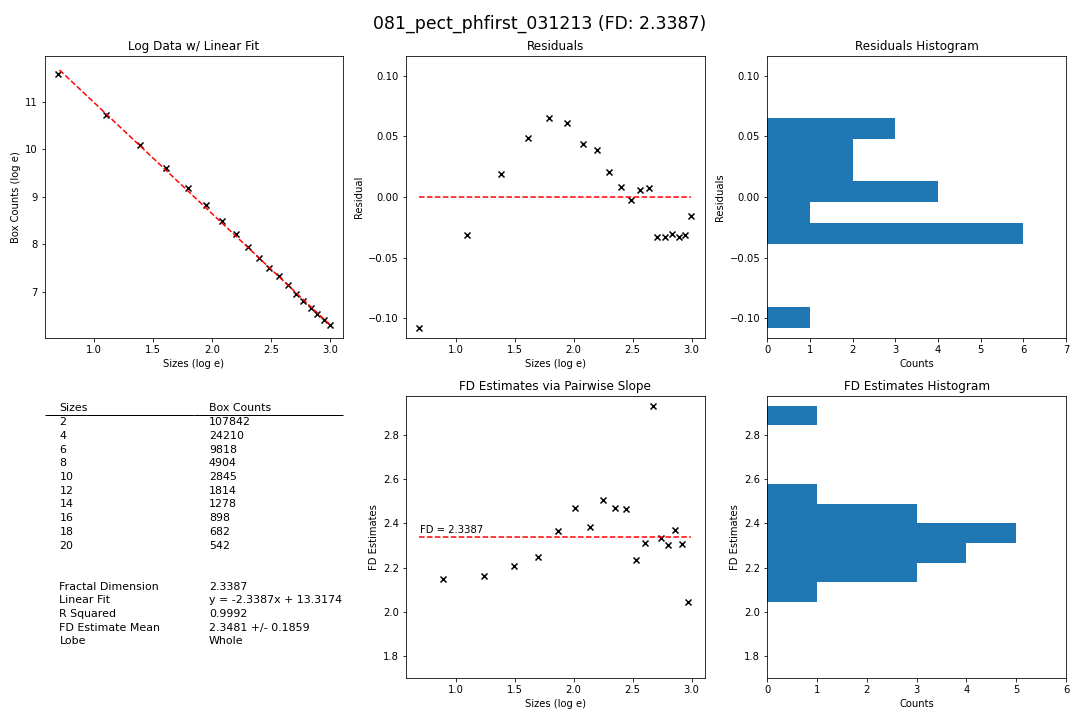 081_pect_phfirst_031213 (FD: 2.3387)
Log Data w/ Linear Fit
Box Counts (log e)
11
10
9
8
7
1.0 1.5 2.0 2.5 3.0
Sizes (log e)
Residuals
Residual
0.10
0.05
0.00
−0.05
−0.10
1.0 1.5 2.0 2.5 3.0
Sizes (log e)
Residuals Histogram
Residuals
0.10
0.05
0.00
−0.05
−0.10
0 1 2 3 4 5 6 7
Counts
Sizes Box Counts
2 107842
4 24210
6 9818
8 4904
10 2845
12 1814
14 1278
16 898
18 682
20 542
Fractal Dimension 2.3387
Linear Fit y = -2.3387x + 13.3174
R Squared 0.9992
FD Estimate Mean 2.3481 +/- 0.1859
Lobe Whole
FD Estimates via Pairwise Slope
FD Estimates
2.8
2.6
2.4
2.2
2.0
1.8
FD = 2.3387
1.0 1.5 2.0 2.5 3.0
Sizes (log e)
FD Estimates Histogram
FD Estimates
2.8
2.6
2.4
2.2
2.0
1.8
0 1 2 3 4 5 6
Counts